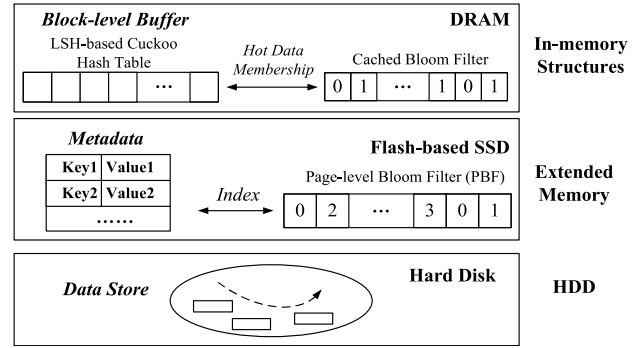 Block-level Buffer
DRAM
LSH-based Cuckoo
Hash Table
...
Hot Data
Membership
Cached Bloom Filter
0 1 ... 1 0 1
In-memory
Structures
Metadata
Flash-based SSD
Key1 Value1
Key2 Value2
......
Index
Page-level Bloom Filter (PBF)
0 2 ... 3 0 1
Extended
Memory
Hard Disk
Data Store
HDD